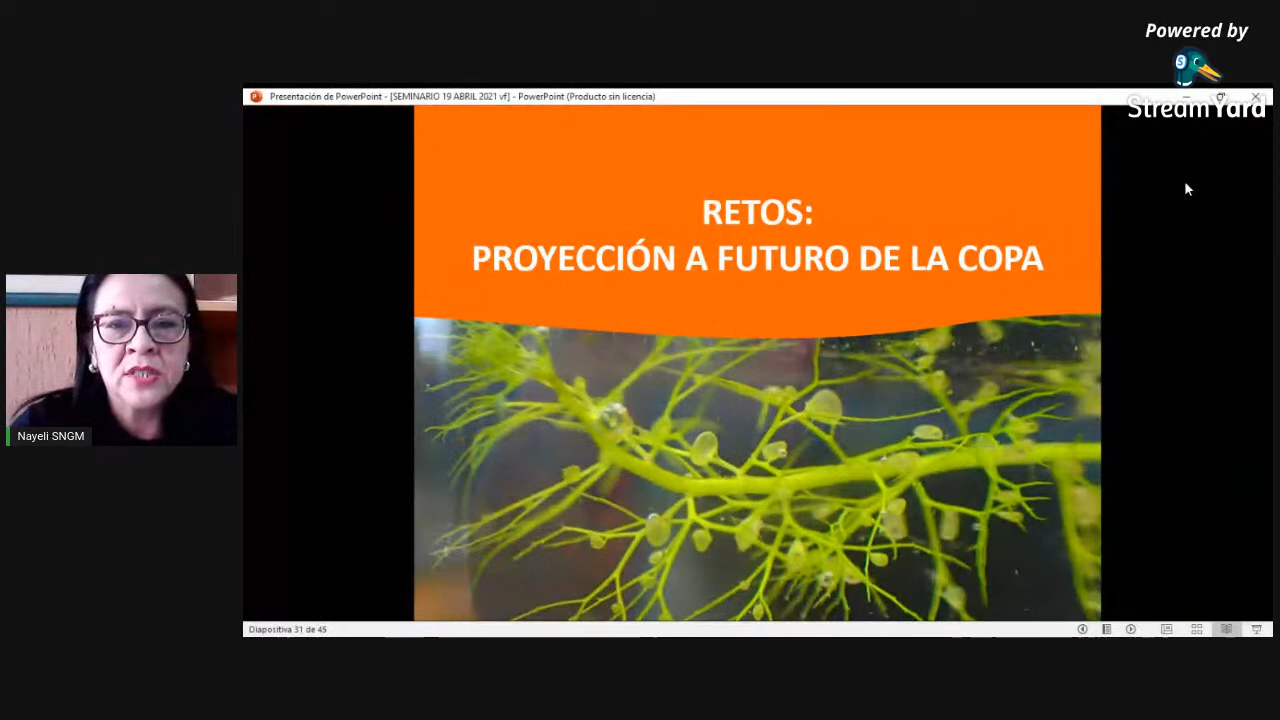 Powered by
StreamYard
Presentación de PowerPoint - [SEMINARIO 19 ABRIL 2021 vf] - PowerPoint (Producto sin licencia)
RETOS:
PROYECCIÓN A FUTURO DE LA COPA
Nayeli SNGM
Diapositiva 31 de 45